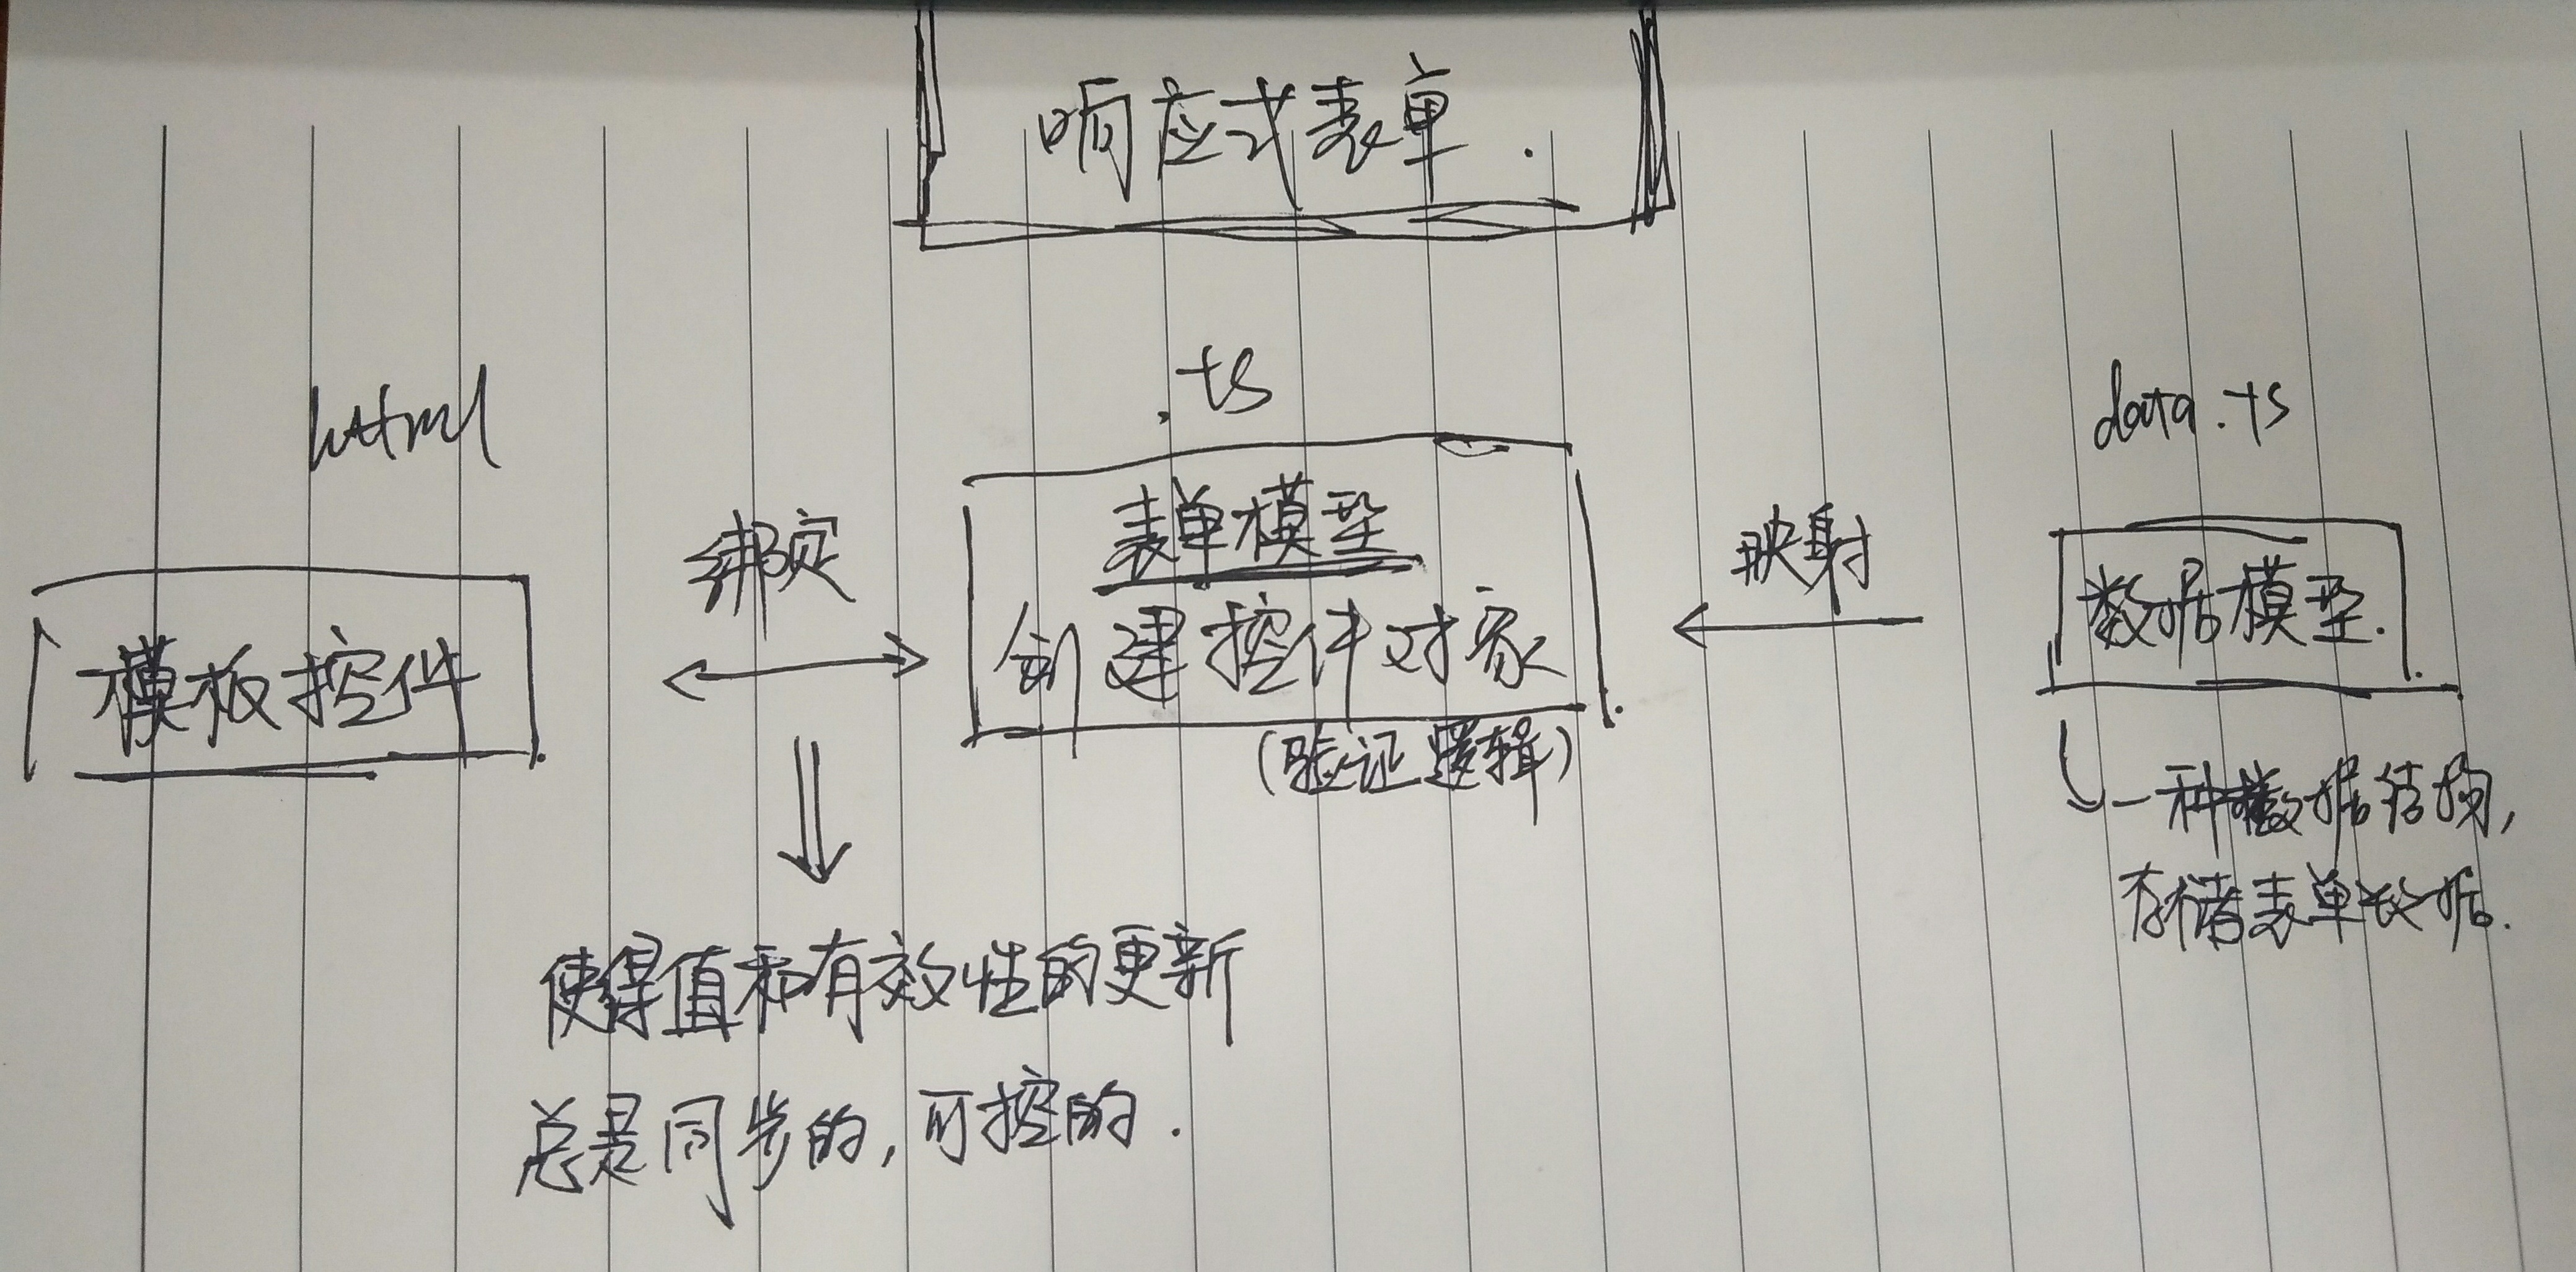 响应式表单.
html
.ts
data.ts
模板控件
绑定
表单模型
创建控件对象
(验证逻辑)
映射
数据模型.
一种数据结构,
存储表单数据.
使得值和有效性的更新
总是同步的,可控的.